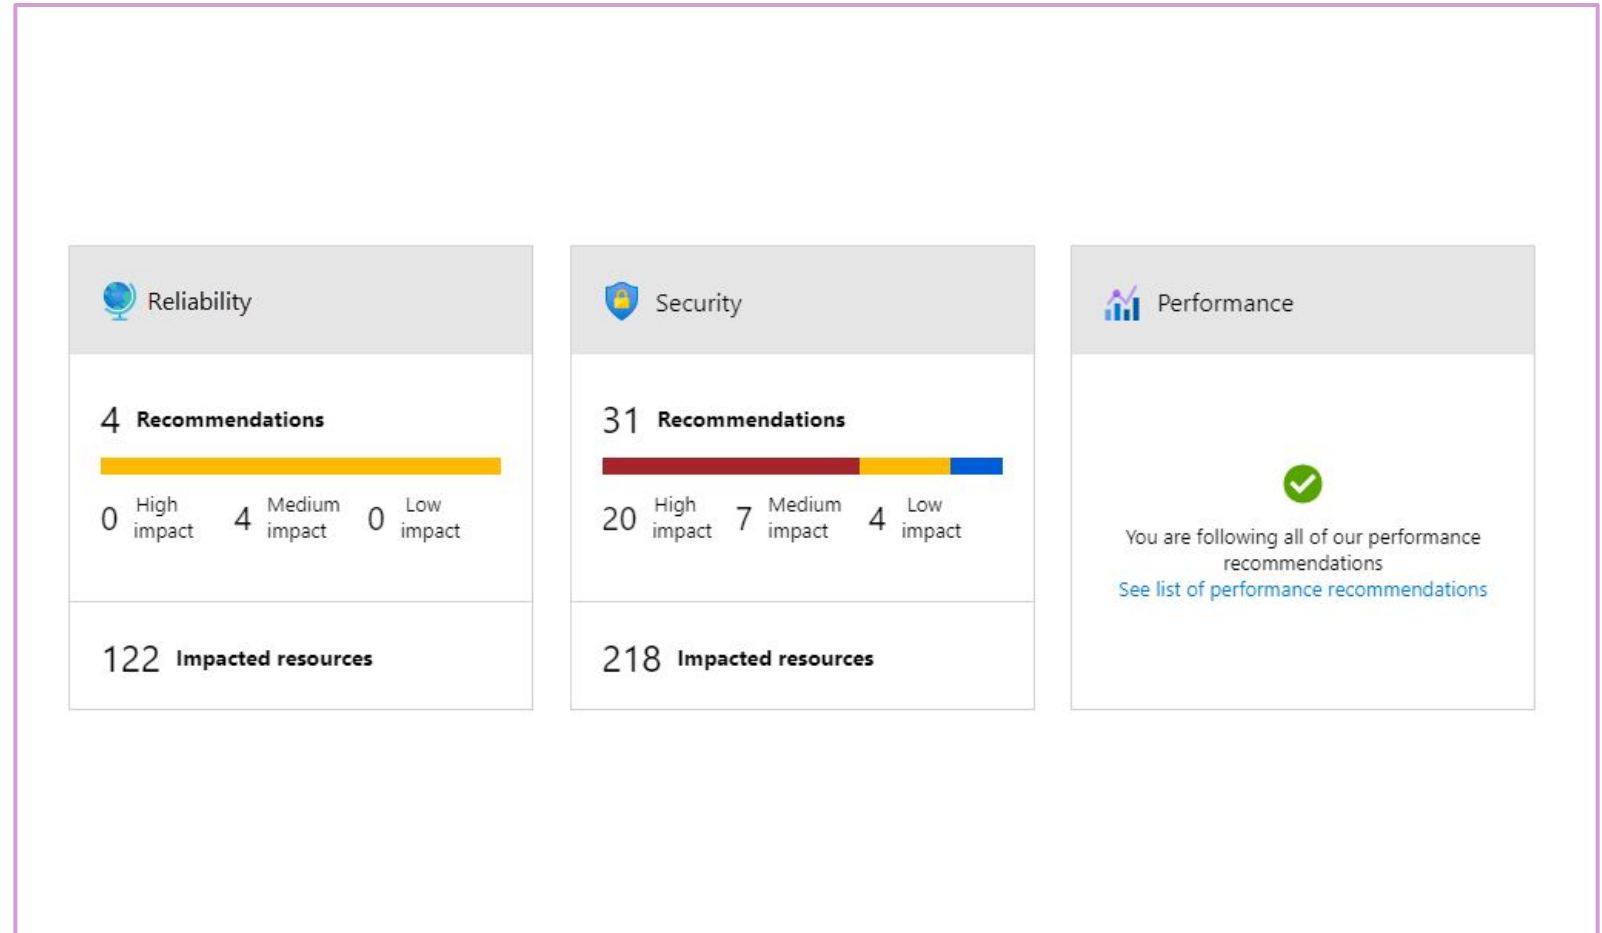 Reliability
4 Recommendations
0 High impact 4 Medium impact 0 Low impact
122 Impacted resources
Security
31 Recommendations
20 High impact 7 Medium impact 4 Low impact
218 Impacted resources
Performance
You are following all of our performance
recommendations
See list of performance recommendations